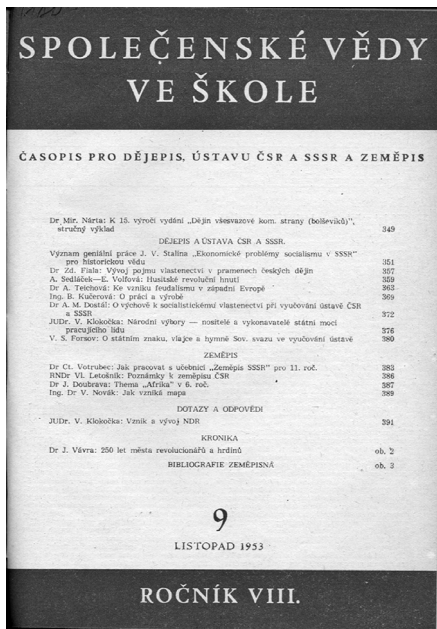 SPOLEČENSKÉ VĚDY
VE ŠKOLE
ČASOPIS PRO DĚJEPIS, ÚSTAVU ČSR A SSSR A ZEMĚPIS
Dr Mir. Nárta: K 15. výročí vydání „Dějin všesvazové kom. strany (bolševiků)",
stručný výklad 349
DĚJEPIS A ÚSTAVA ČSR A SSSR.
Význam geniální práce J. V. Stalina „Ekonomické problémy socialismu v SSSR"
pro historickou vědu 351
Dr Zd. Fiala: Vývoj pojmu vlastenectví v pramenech českých dějin 357
A. Sedláček—E. Volfová: Husitské revoluční hnutí 359
Dr A. Teichová: Ke vzniku feudalismu v západní Evropě 363
Ing. B. Kučerová: O práci a výrobě 369
Dr A. M. Dostál: O výchově k socialistickému vlastenectví při vyučování ústavě ČSR
a SSSR 372
JUDr. V. Klokočka: Národní výbory — nositelé a vykonavatelé státní moci
pracujícího lidu 376
V. S. Forsov: O státním znaku, vlajce a hymně Sov. svazu ve vyučování ústavě 380
ZEMĚPIS
Dr Ct. Votrubec: Jak pracovat s učebnicí „Zeměpis SSSR" pro 11. roč. 383
RNDr Vl. Letošník: Poznámky k zeměpisu ČSR 386
Dr J. Doubrava: Thema „Afrika" v 6. roč. 387
Ing. Dr V. Novák: Jak vzniká mapa 389
DOTAZY A ODPOVĚDI
JUDr. V. Klokočka: Vznik a vývoj NDR 391
KRONIKA
Dr J. Vávra: 250 let města revolucionářů a hrdinů ob. 2
BIBLIOGRAFIE ZEMĚPISNÁ ob. 3
9
LISTOPAD 1953
ROČNÍK VIII.